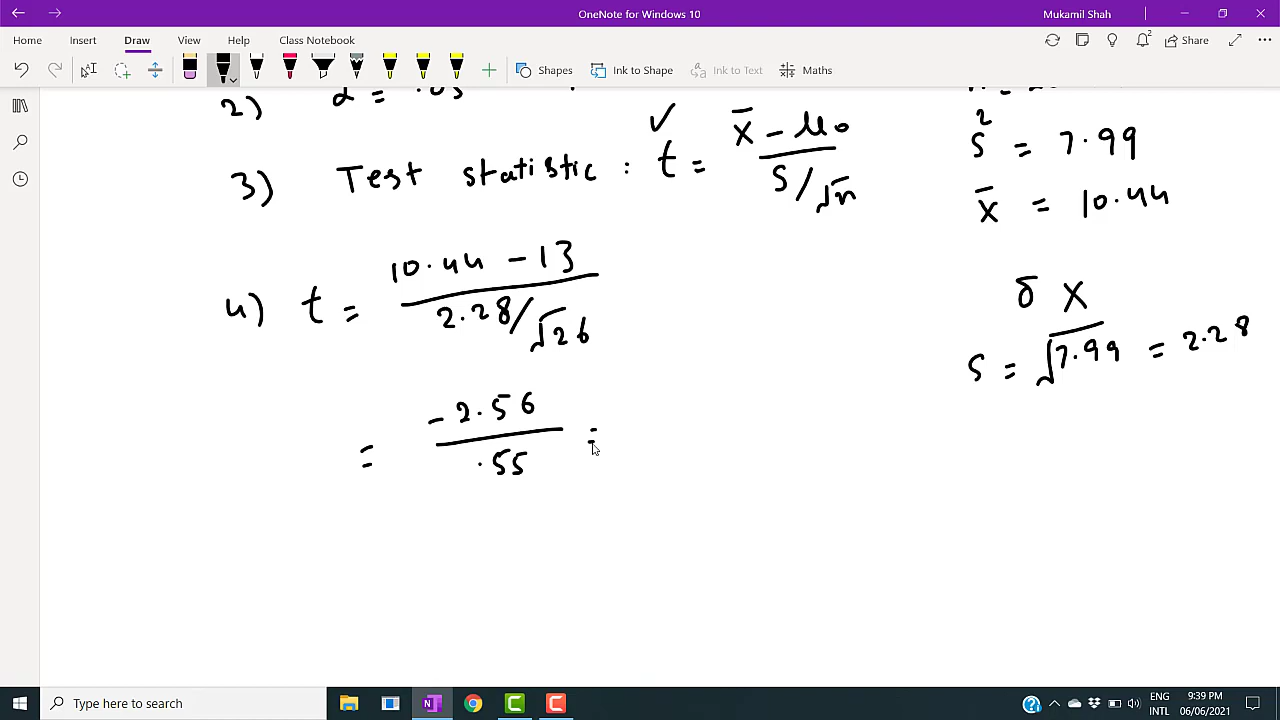 OneNote for Windows 10
Mukamil Shah
Home Insert Draw View Help Class Notebook
Share
Shapes Ink to Shape Ink to Text Maths
2) α = .05
S² = 7.99
3) Test statistic : t = x̄ - μ₀ / S/√n
x̄ = 10.44
4) t = 10.44 - 13 / 2.28/√26
δ X
S = √7.99 = 2.28
= -2.56 / .55 =
Type here to search
ENG
INTL
9:39 PM
06/06/2021